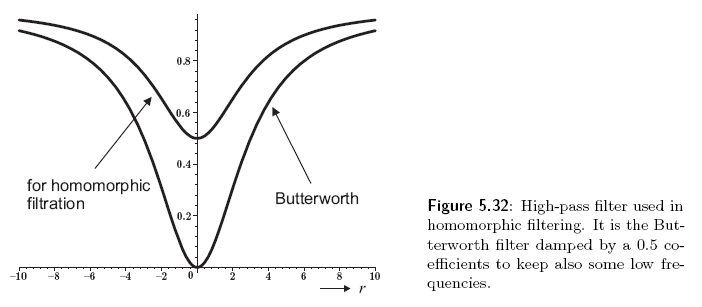 0.8
0.6
0.4
0.2
for homomorphic
filtration
Butterworth
−10 −8 −6 −4 −2 0 2 4 6 8 10
r
Figure 5.32: High-pass filter used in
homomorphic filtering. It is the But-
terworth filter damped by a 0.5 co-
efficients to keep also some low fre-
quencies.